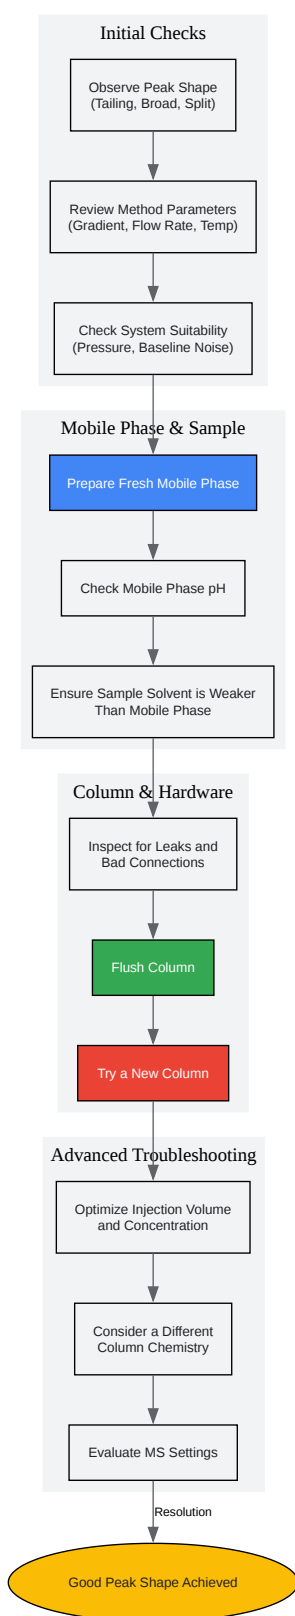 Initial Checks
Observe Peak Shape
(Tailing, Broad, Split)
Review Method Parameters
(Gradient, Flow Rate, Temp)
Check System Suitability
(Pressure, Baseline Noise)
Mobile Phase & Sample
Prepare Fresh Mobile Phase
Check Mobile Phase pH
Ensure Sample Solvent is Weaker
Than Mobile Phase
Column & Hardware
Inspect for Leaks and
Bad Connections
Flush Column
Try a New Column
Advanced Troubleshooting
Optimize Injection Volume
and Concentration
Consider a Different
Column Chemistry
Evaluate MS Settings
Resolution
Good Peak Shape Achieved